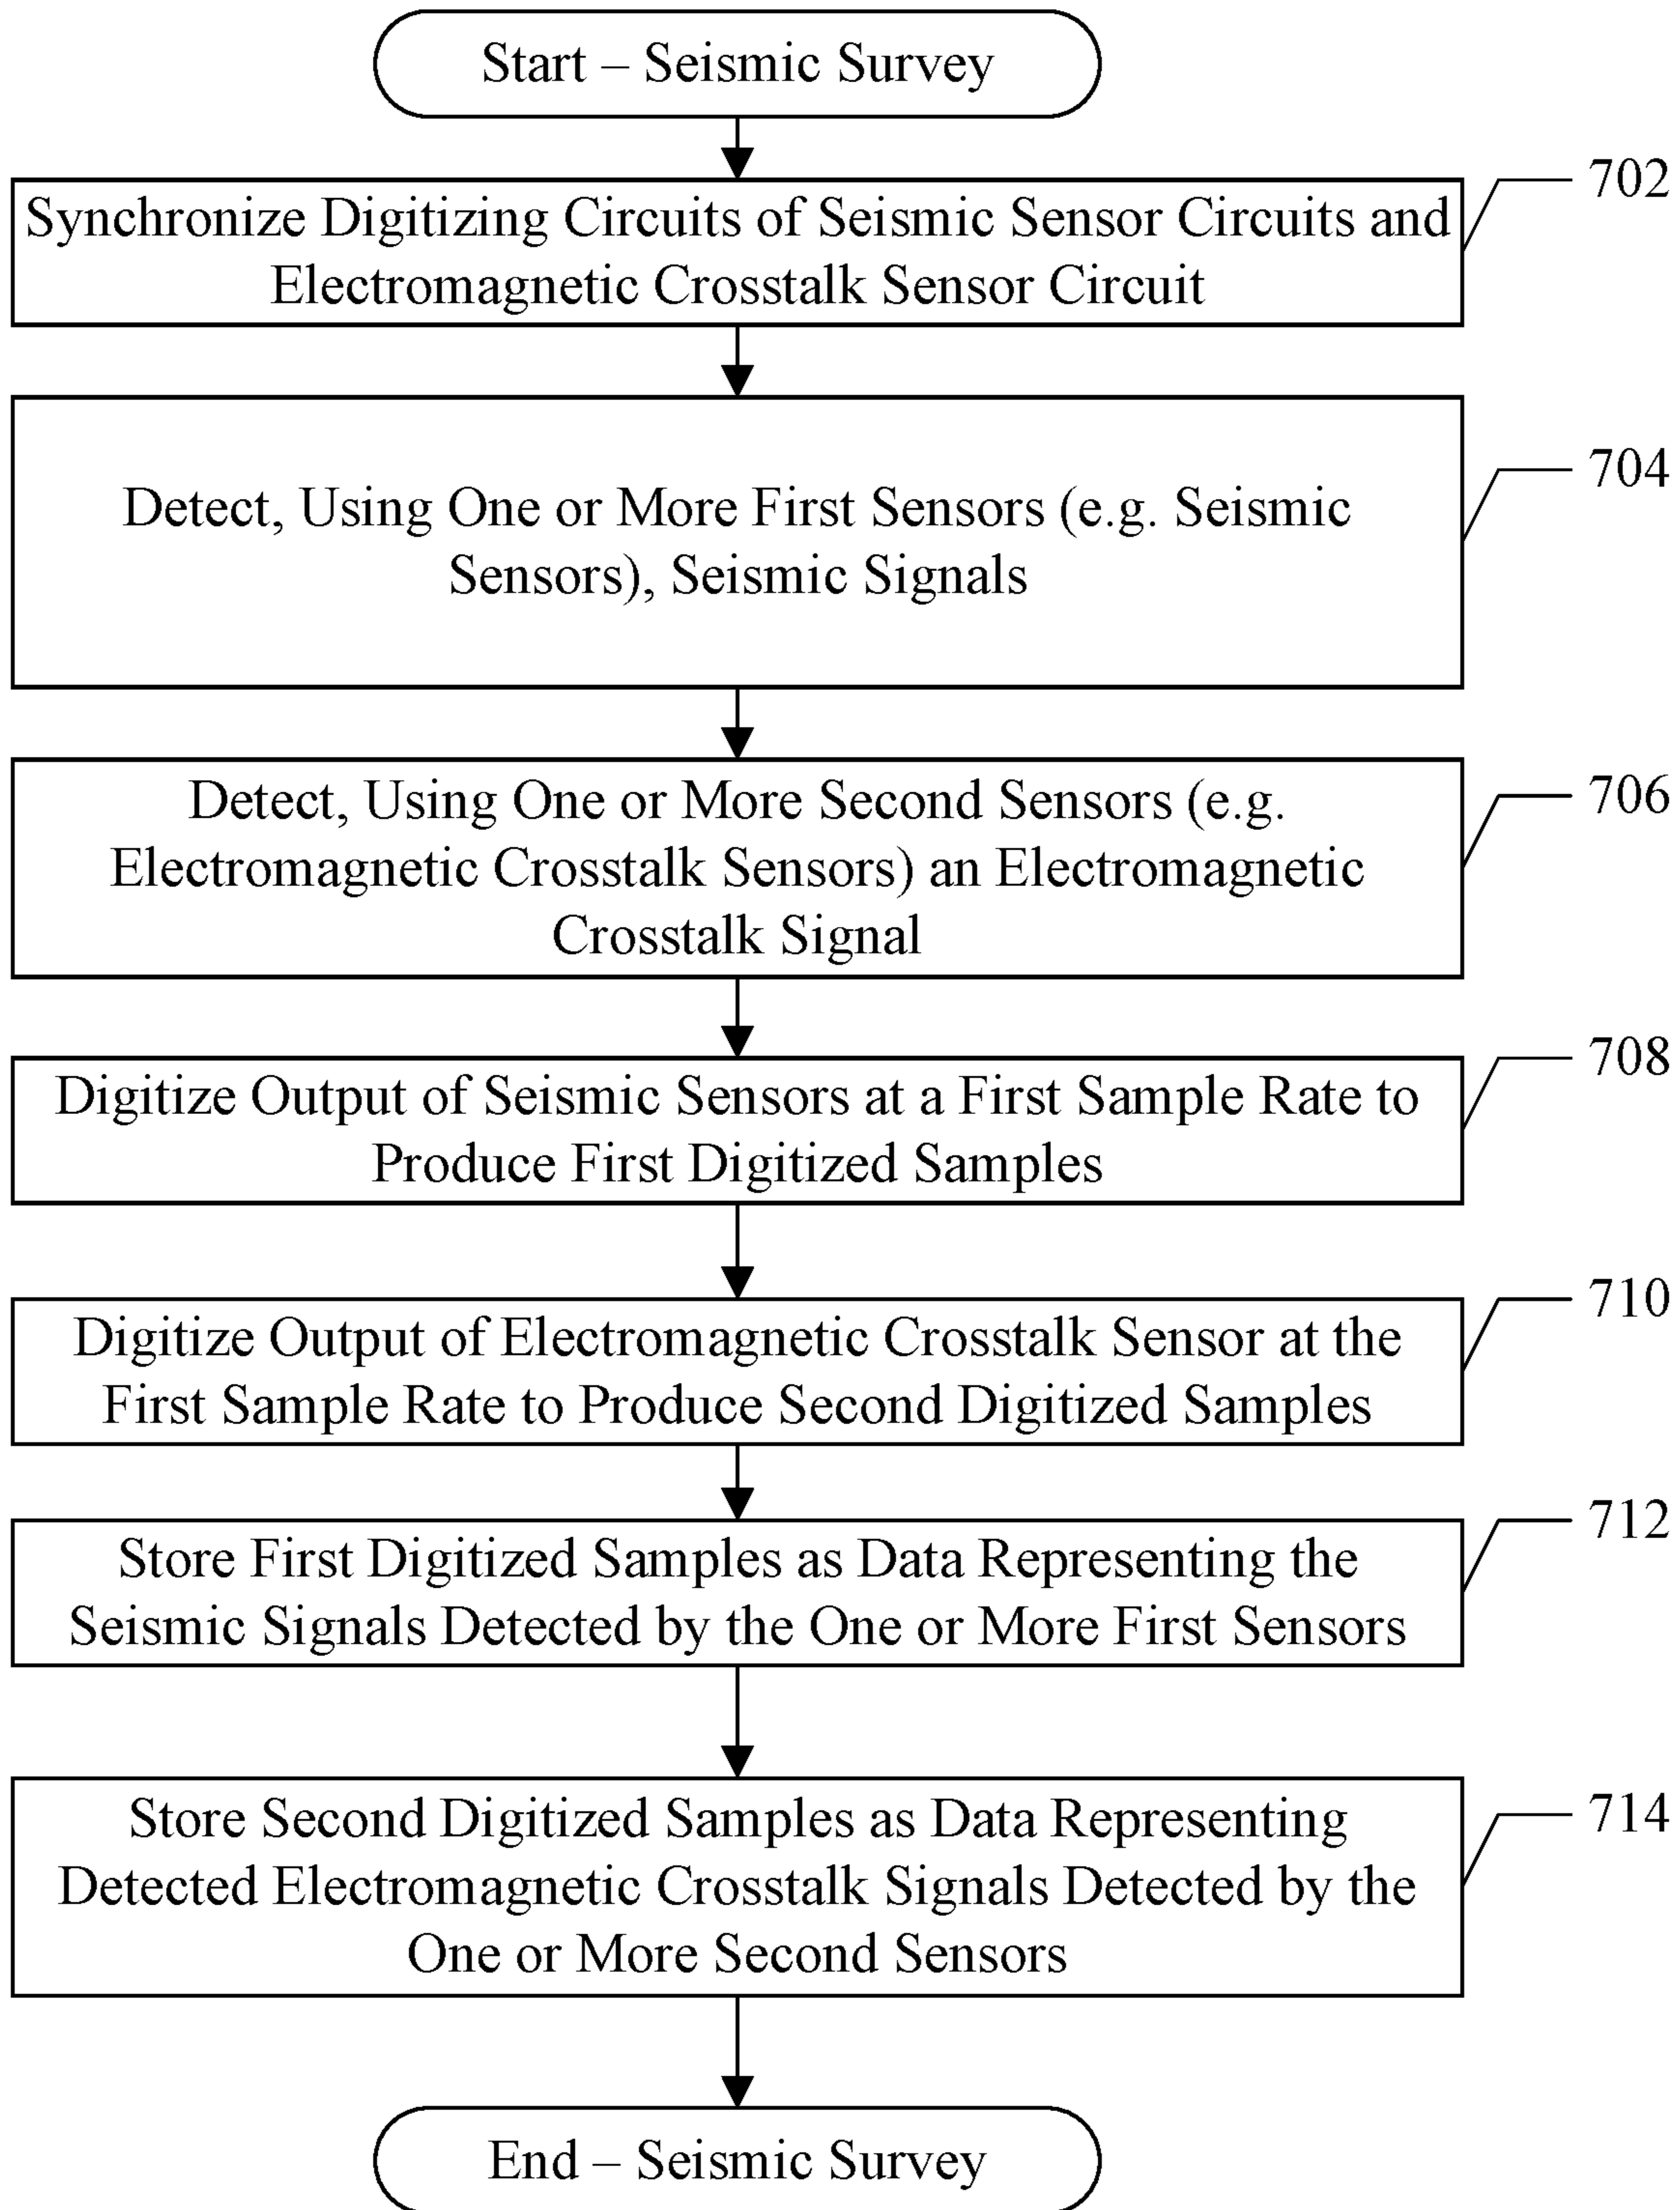 Start – Seismic Survey
702
Synchronize Digitizing Circuits of Seismic Sensor Circuits and
Electromagnetic Crosstalk Sensor Circuit
704
Detect, Using One or More First Sensors (e.g. Seismic
Sensors), Seismic Signals
706
Detect, Using One or More Second Sensors (e.g.
Electromagnetic Crosstalk Sensors) an Electromagnetic
Crosstalk Signal
708
Digitize Output of Seismic Sensors at a First Sample Rate to
Produce First Digitized Samples
710
Digitize Output of Electromagnetic Crosstalk Sensor at the
First Sample Rate to Produce Second Digitized Samples
712
Store First Digitized Samples as Data Representing the
Seismic Signals Detected by the One or More First Sensors
714
Store Second Digitized Samples as Data Representing
Detected Electromagnetic Crosstalk Signals Detected by the
One or More Second Sensors
End – Seismic Survey